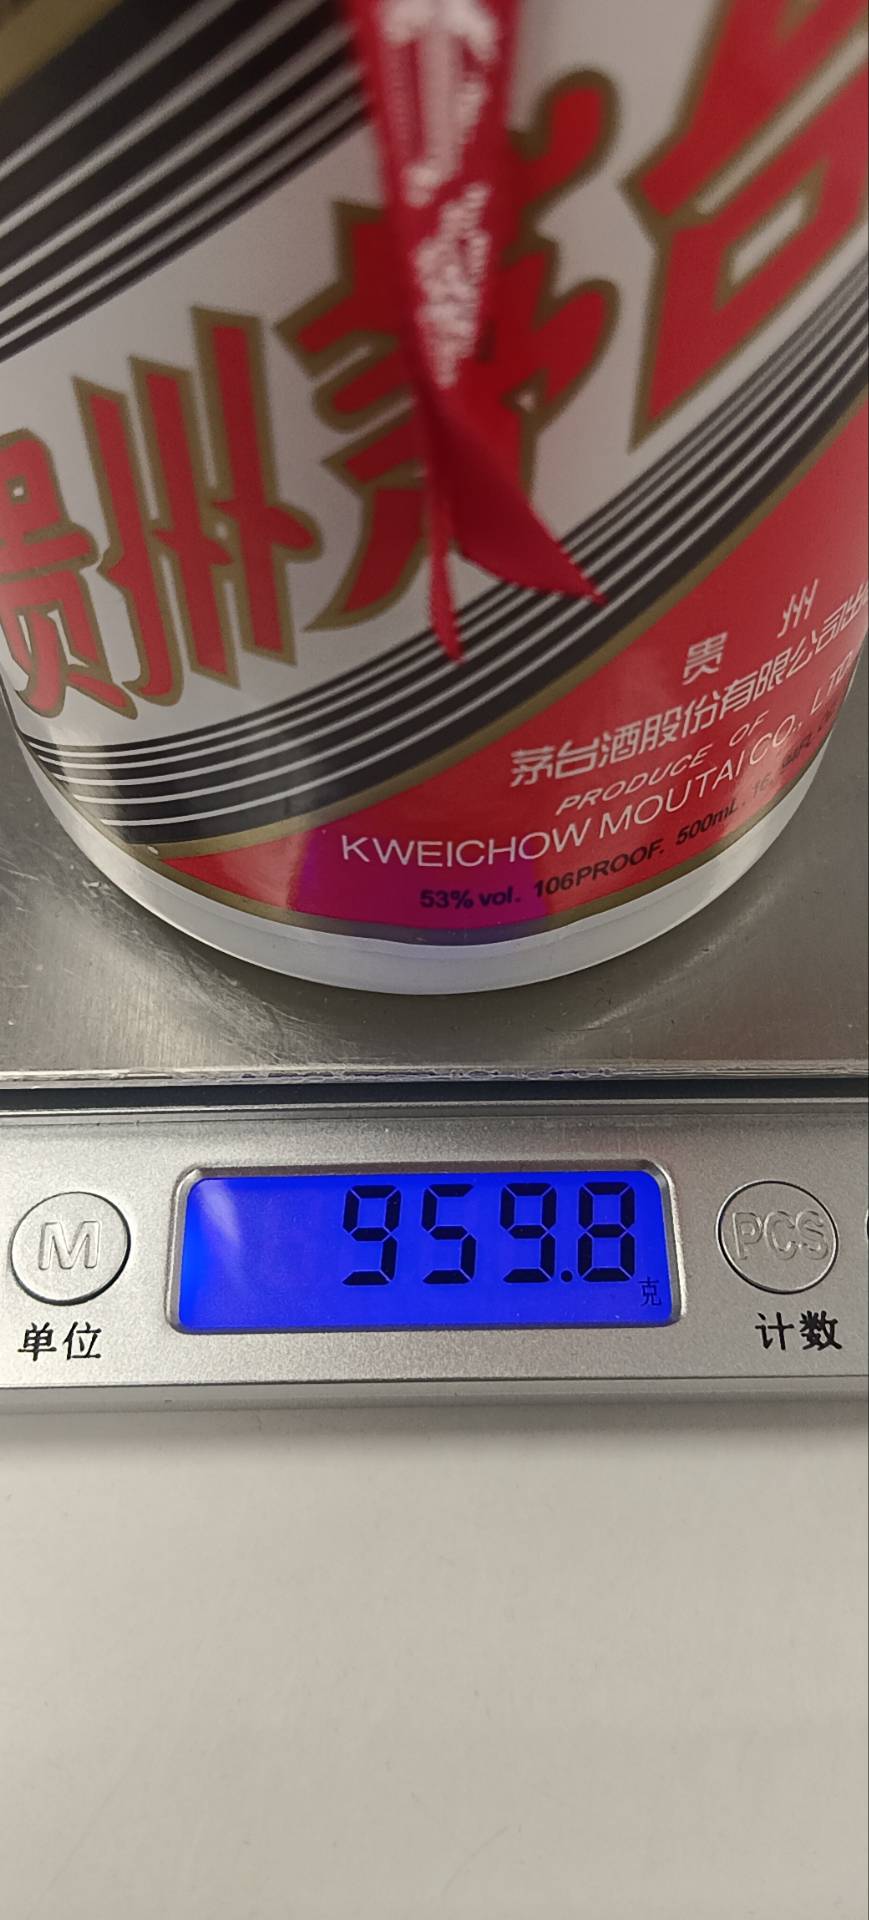 贵州茅台
贵州
茅台酒股份有限公司出
PRODUCE OF
KWEICHOW MOUTAI CO., LTD
53% vol. 106PROOF. 500mL.
959.8
克
M
PCS
单位
计数